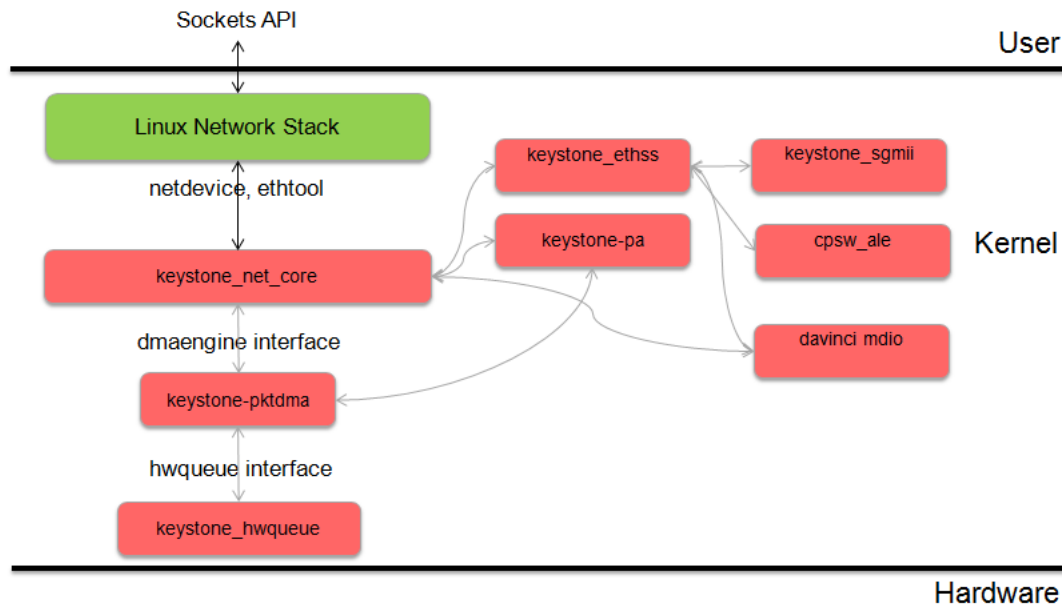 Sockets API
User
Linux Network Stack
keystone_ethss
keystone_sgmii
netdevice, ethtool
keystone-pa
cpsw_ale
Kernel
keystone_net_core
dmaengine interface
davinci mdio
keystone-pktdma
hwqueue interface
keystone_hwqueue
Hardware